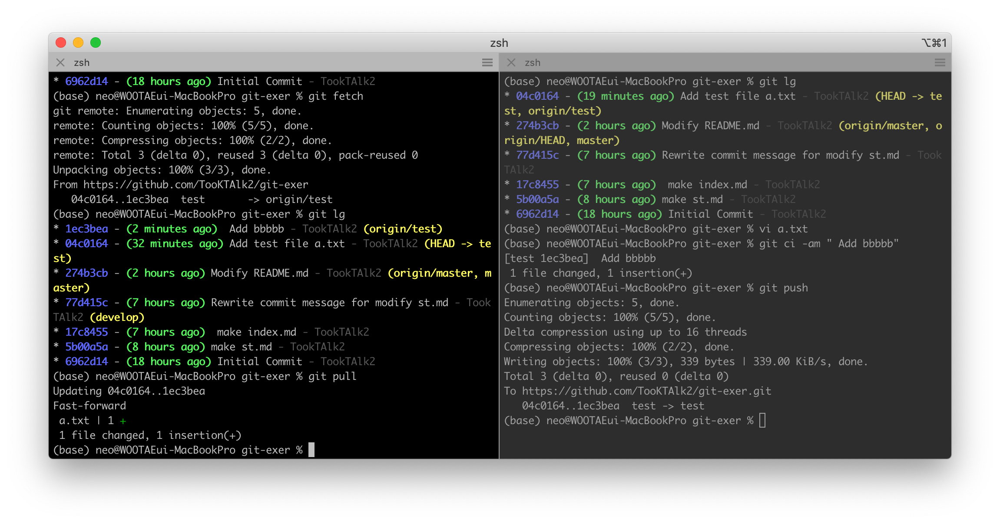 zsh
⌥⌘1
zsh
* 6962d14 - (18 hours ago) Initial Commit - TookTAlk2
(base) neo@WOOTAEui-MacBookPro git-exer % git fetch
git remote: Enumerating objects: 5, done.
remote: Counting objects: 100% (5/5), done.
remote: Compressing objects: 100% (2/2), done.
remote: Total 3 (delta 0), reused 3 (delta 0), pack-reused 0
Unpacking objects: 100% (3/3), done.
From https://github.com/TooKTAlk2/git-exer
   04c0164..1ec3bea  test       -> origin/test
(base) neo@WOOTAEui-MacBookPro git-exer % git lg
* 1ec3bea - (2 minutes ago)  Add bbbbb - TookTAlk2 (origin/test)
* 04c0164 - (32 minutes ago) Add test file a.txt - TookTAlk2 (HEAD -> te
st)
* 274b3cb - (2 hours ago) Modify README.md - TookTAlk2 (origin/master, m
aster)
* 77d415c - (7 hours ago) Rewrite commit message for modify st.md - Took
TAlk2 (develop)
* 17c8455 - (7 hours ago)  make index.md - TookTAlk2
* 5b00a5a - (8 hours ago) make st.md - TookTAlk2
* 6962d14 - (18 hours ago) Initial Commit - TookTAlk2
(base) neo@WOOTAEui-MacBookPro git-exer % git pull
Updating 04c0164..1ec3bea
Fast-forward
 a.txt | 1 +
 1 file changed, 1 insertion(+)
(base) neo@WOOTAEui-MacBookPro git-exer %
zsh
(base) neo@WOOTAEui-MacBookPro git-exer % git lg
* 04c0164 - (19 minutes ago) Add test file a.txt - TookTAlk2 (HEAD -> te
st, origin/test)
* 274b3cb - (2 hours ago) Modify README.md - TookTAlk2 (origin/master, o
rigin/HEAD, master)
* 77d415c - (7 hours ago) Rewrite commit message for modify st.md - Took
TAlk2
* 17c8455 - (7 hours ago)  make index.md - TookTAlk2
* 5b00a5a - (8 hours ago) make st.md - TookTAlk2
* 6962d14 - (18 hours ago) Initial Commit - TookTAlk2
(base) neo@WOOTAEui-MacBookPro git-exer % vi a.txt
(base) neo@WOOTAEui-MacBookPro git-exer % git ci -am " Add bbbbb"
[test 1ec3bea]  Add bbbbb
 1 file changed, 1 insertion(+)
(base) neo@WOOTAEui-MacBookPro git-exer % git push
Enumerating objects: 5, done.
Counting objects: 100% (5/5), done.
Delta compression using up to 16 threads
Compressing objects: 100% (2/2), done.
Writing objects: 100% (3/3), 339 bytes | 339.00 KiB/s, done.
Total 3 (delta 0), reused 0 (delta 0)
To https://github.com/TooKTAlk2/git-exer.git
   04c0164..1ec3bea  test -> test
(base) neo@WOOTAEui-MacBookPro git-exer %